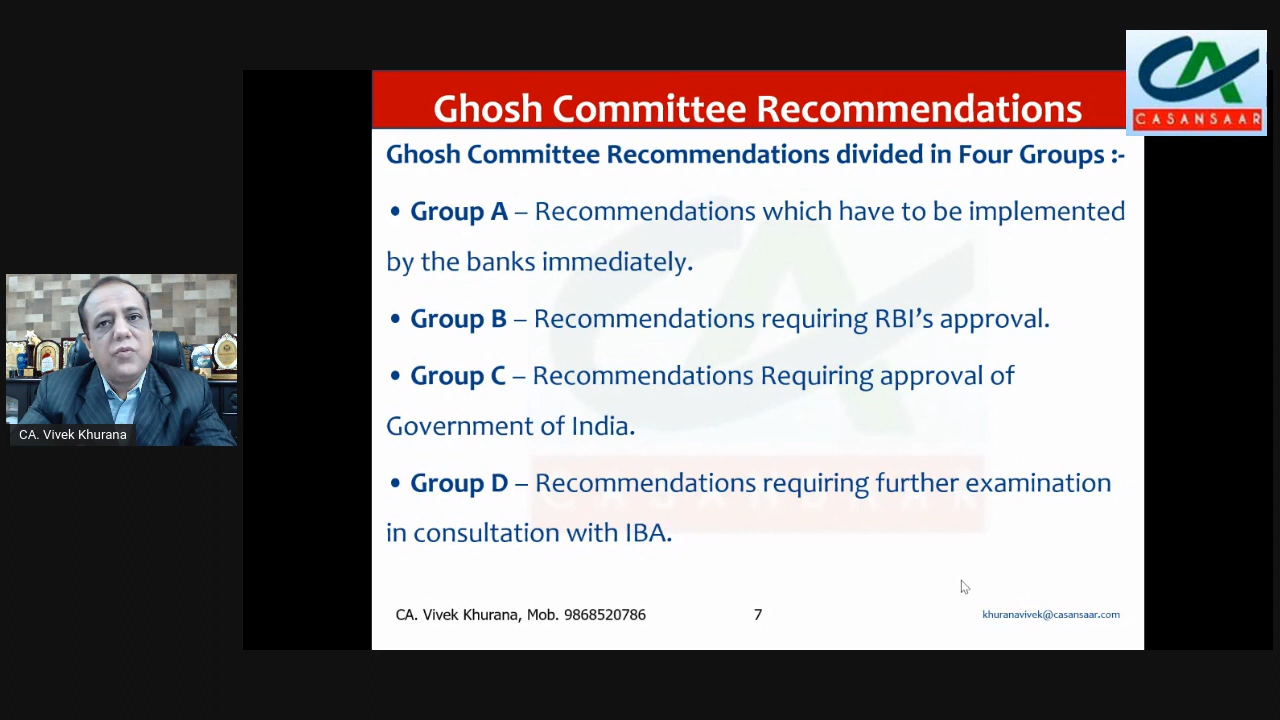 CASANSAAR
Ghosh Committee Recommendations
Ghosh Committee Recommendations divided in Four Groups :-
• Group A – Recommendations which have to be implemented
by the banks immediately.
• Group B – Recommendations requiring RBI’s approval.
• Group C – Recommendations Requiring approval of
Government of India.
• Group D – Recommendations requiring further examination
in consultation with IBA.
CA. Vivek Khurana
CA. Vivek Khurana, Mob. 9868520786
7
khuranavivek@casansaar.com